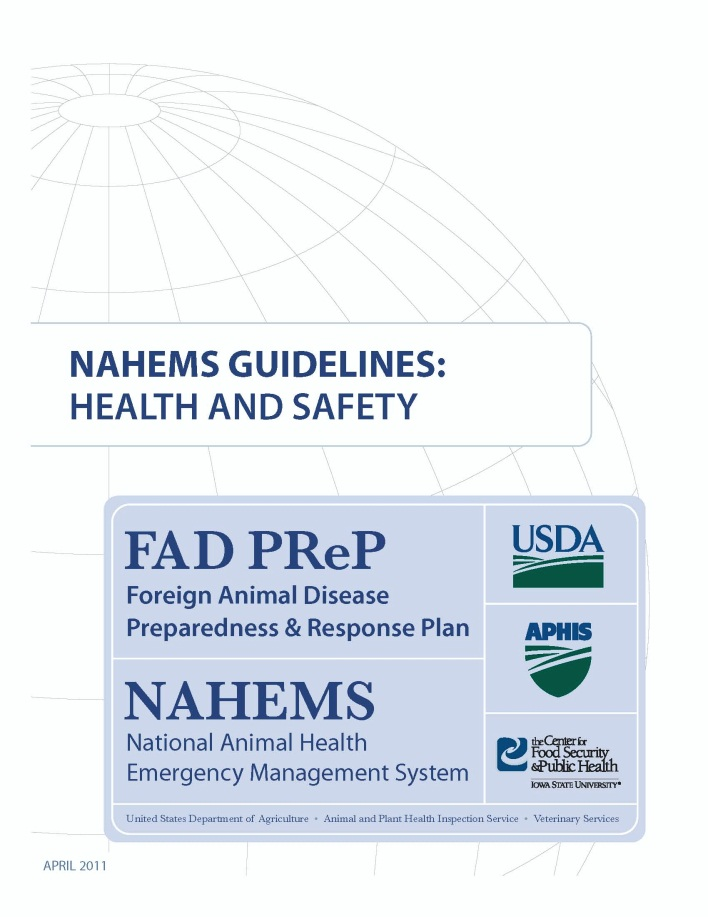 NAHEMS GUIDELINES:
HEALTH AND SAFETY
FAD PReP
Foreign Animal Disease
Preparedness & Response Plan
NAHEMS
National Animal Health
Emergency Management System
USDA
APHIS
the Center for
Food Security
&Public Health
IOWA STATE UNIVERSITY®
United States Department of Agriculture • Animal and Plant Health Inspection Service • Veterinary Services
APRIL 2011